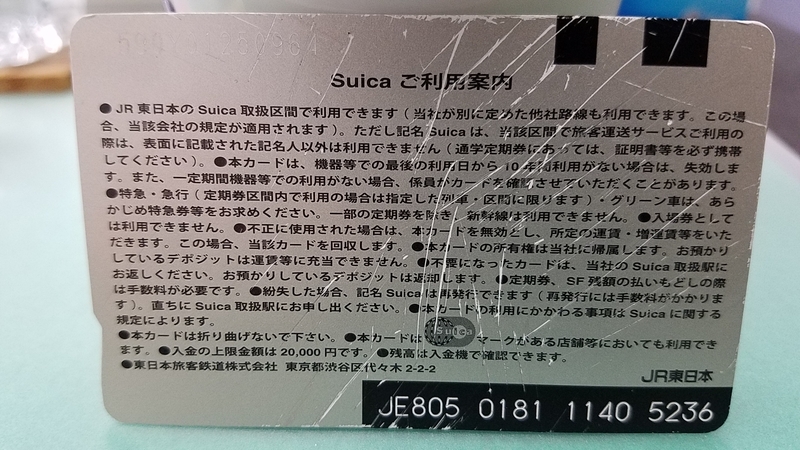 Suica ご利用案内
●JR東日本のSuica取扱区間で利用できます（当社が別に定めた他社路線も利用できます。この場
合、当該会社の規定が適用されます）。ただし記名Suicaは、当該区間で旅客運送サービスご利用の
際は、表面に記載された記名人以外は利用できません（通学定期券にあっては、証明書等を必ず携帯
してください）。●本カードは、機器等での最後の利用日から10年間利用がない場合は、失効しま
す。また、一定期間機器等での利用がない場合、係員がカードを確認させていただくことがあります。
●特急・急行（定期券区間内で利用の場合は指定した列車・区間に限ります）・グリーン車は、あら
かじめ特急券等をお求めください。一部の定期券を除き、新幹線は利用できません。●入場券として
は利用できません。●不正に使用された場合は、本カードを無効とし、所定の運賃・増運賃等をいた
だきます。この場合、当該カードを回収します。●本カードの所有権は当社に帰属します。お預かり
しているデポジットは運賃等に充当できません。●不要になったカードは、当社のSuica取扱駅に
お返しください。お預かりしているデポジットは返却します。●定期券、SF残額の払いもどしの際
は手数料が必要です。●紛失した場合、記名Suicaは再発行できます（再発行には手数料がかかりま
す）。直ちにSuica取扱駅にお申し出ください。●本カードの利用にかかわる事項はSuicaに関する
規定によります。
●本カードは折り曲げないで下さい。●本カードは Suica マークがある店舗等においても利用でき
ます。●入金の上限金額は20,000円です。●残高は入金機で確認できます。
●東日本旅客鉄道株式会社 東京都渋谷区代々木2-2-2
JR東日本
JE805 0181 1140 5236